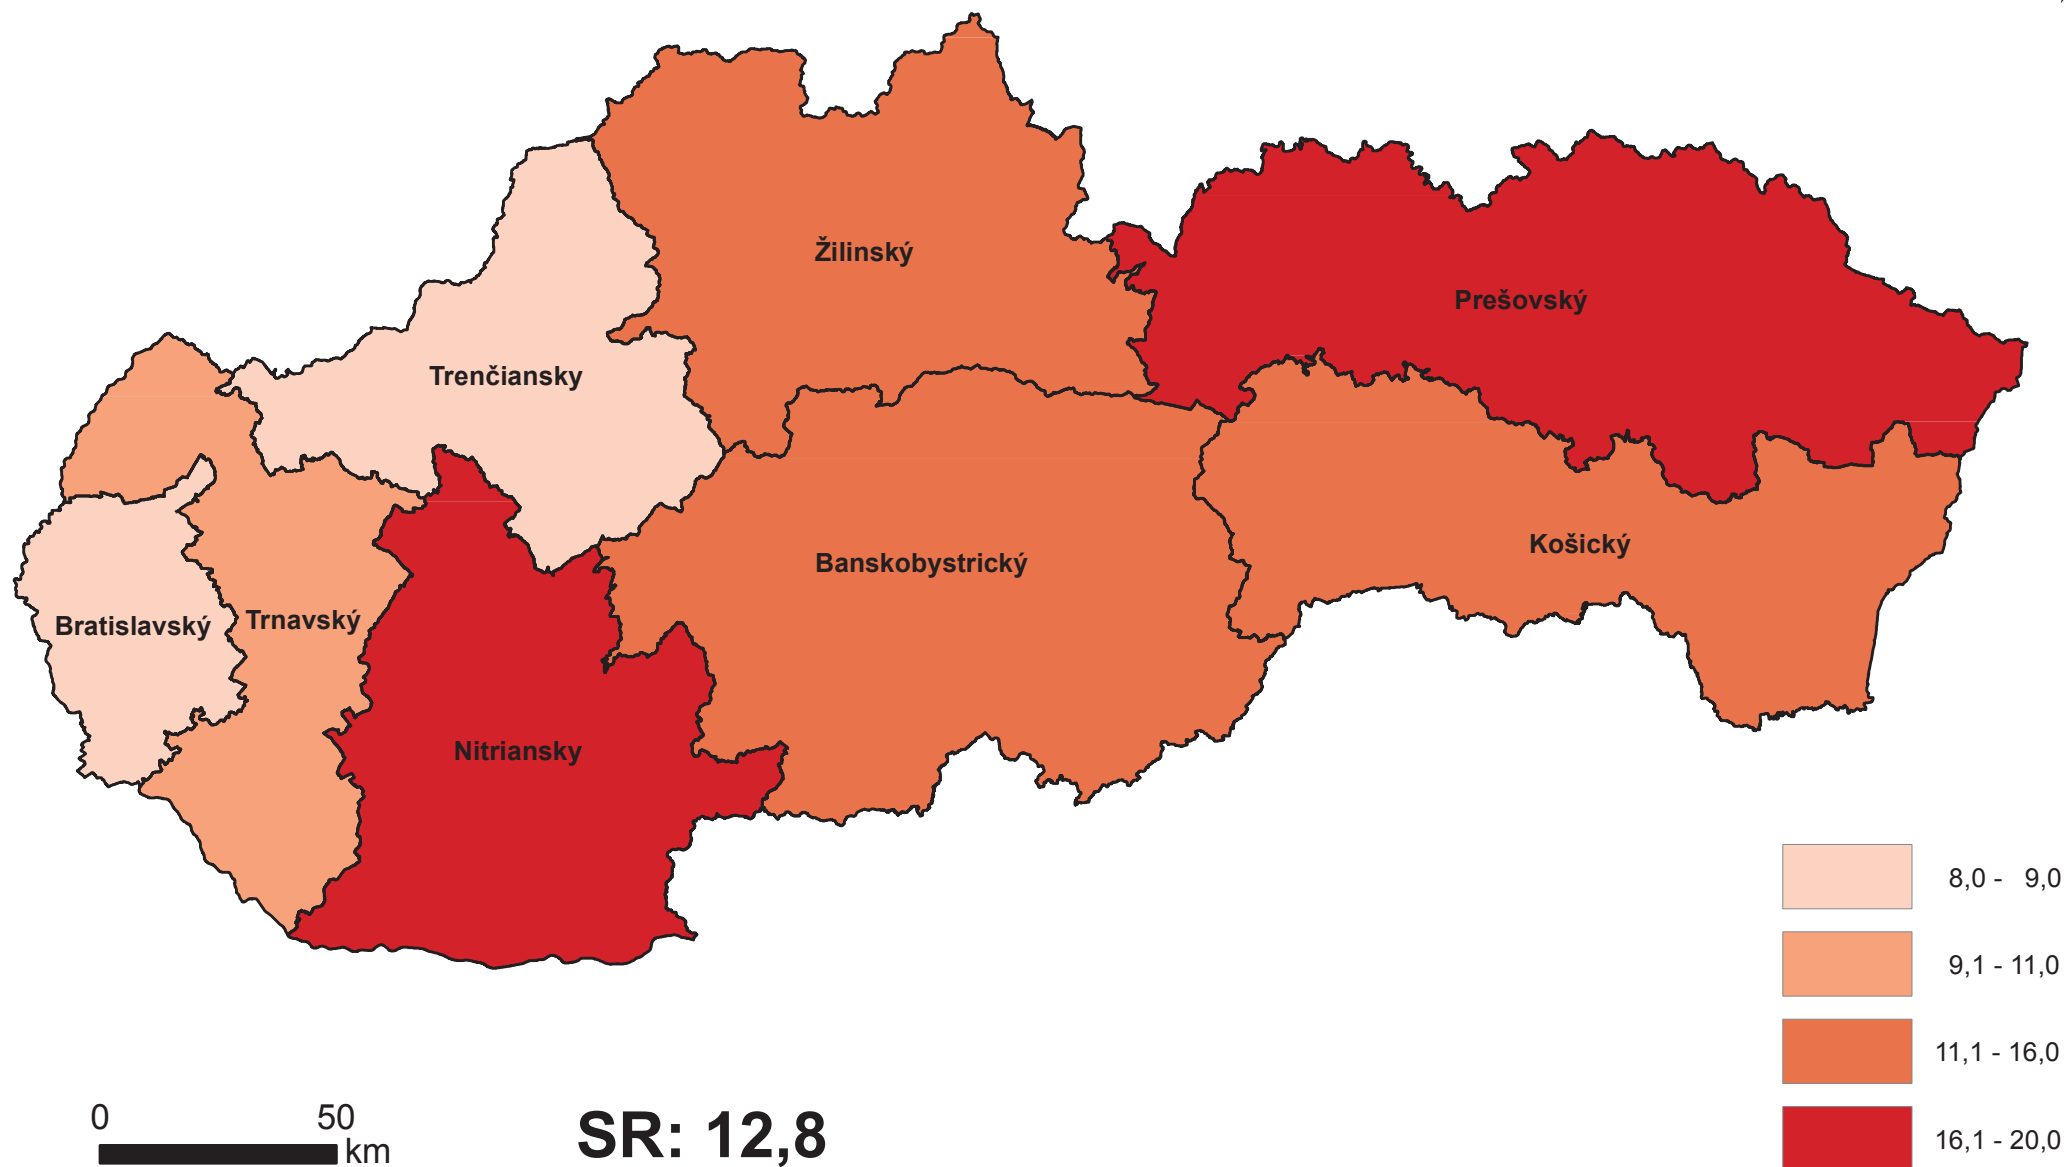 Žilinský
Prešovský
Trenčiansky
Košický
Banskobystrický
Bratislavský
Trnavský
Nitriansky
8,0 - 9,0
9,1 - 11,0
11,1 - 16,0
16,1 - 20,0
0 50
km
SR: 12,8